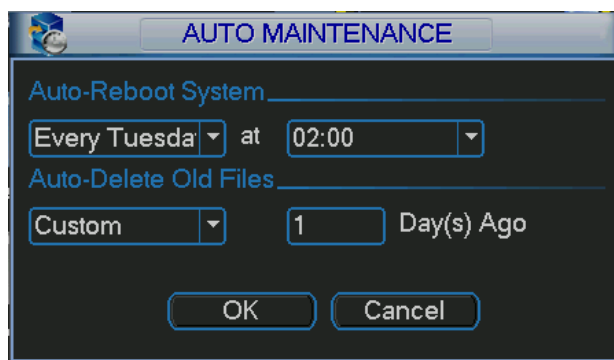 AUTO MAINTENANCE
Auto-Reboot System
Every Tuesda at 02:00
Auto-Delete Old Files
Custom 1 Day(s) Ago
OK Cancel